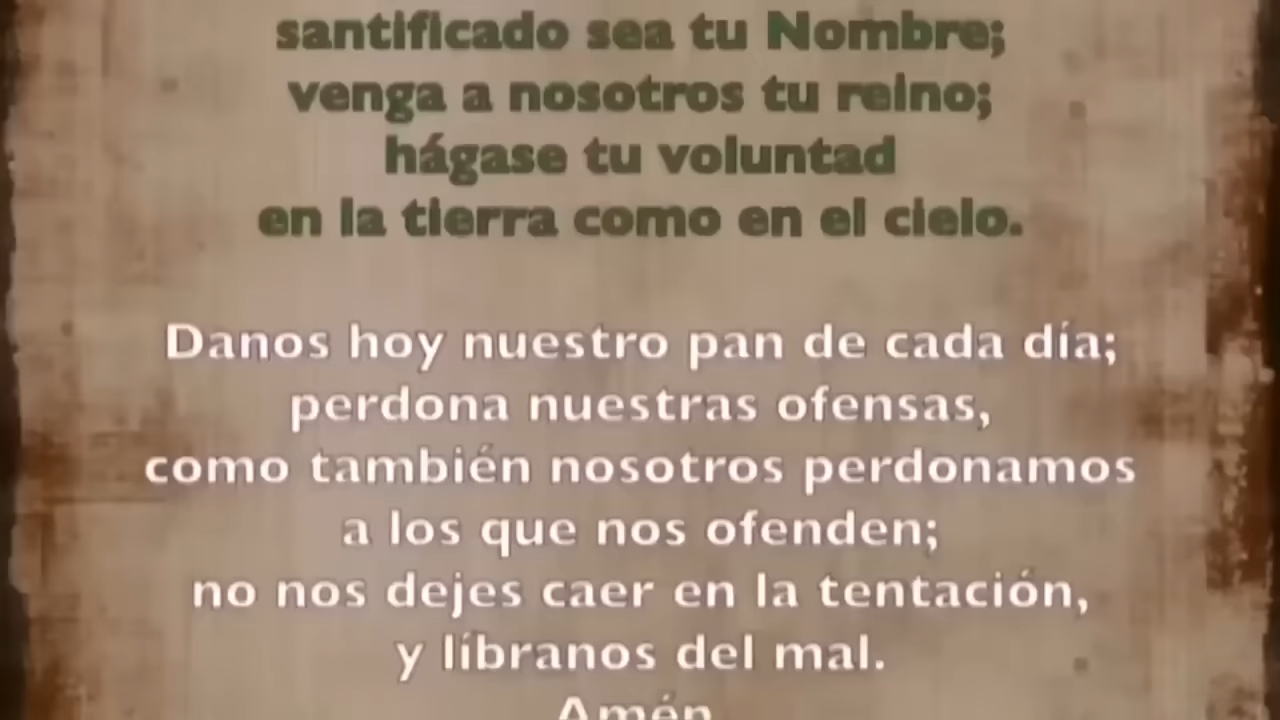 santificado sea tu Nombre;
venga a nosotros tu reino;
hágase tu voluntad
en la tierra como en el cielo.
Danos hoy nuestro pan de cada día;
perdona nuestras ofensas,
como también nosotros perdonamos
a los que nos ofenden;
no nos dejes caer en la tentación,
y líbranos del mal.
Amén